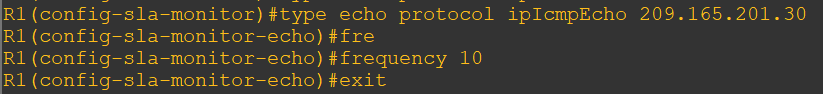 R1(config-sla-monitor)#type echo protocol ipIcmpEcho 209.165.201.30
R1(config-sla-monitor-echo)#fre
R1(config-sla-monitor-echo)#frequency 10
R1(config-sla-monitor-echo)#exit